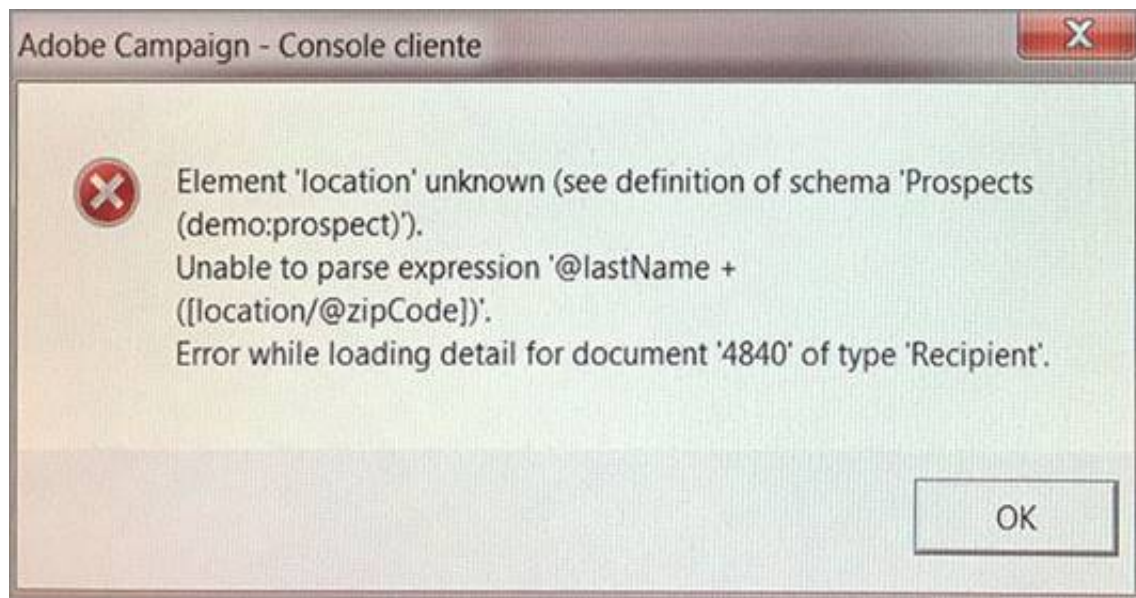 Adobe Campaign - Console cliente
X
Element 'location' unknown (see definition of schema 'Prospects
(demo:prospect)').
Unable to parse expression '@lastName +
([location/@zipCode])'.
Error while loading detail for document '4840' of type 'Recipient'.
OK